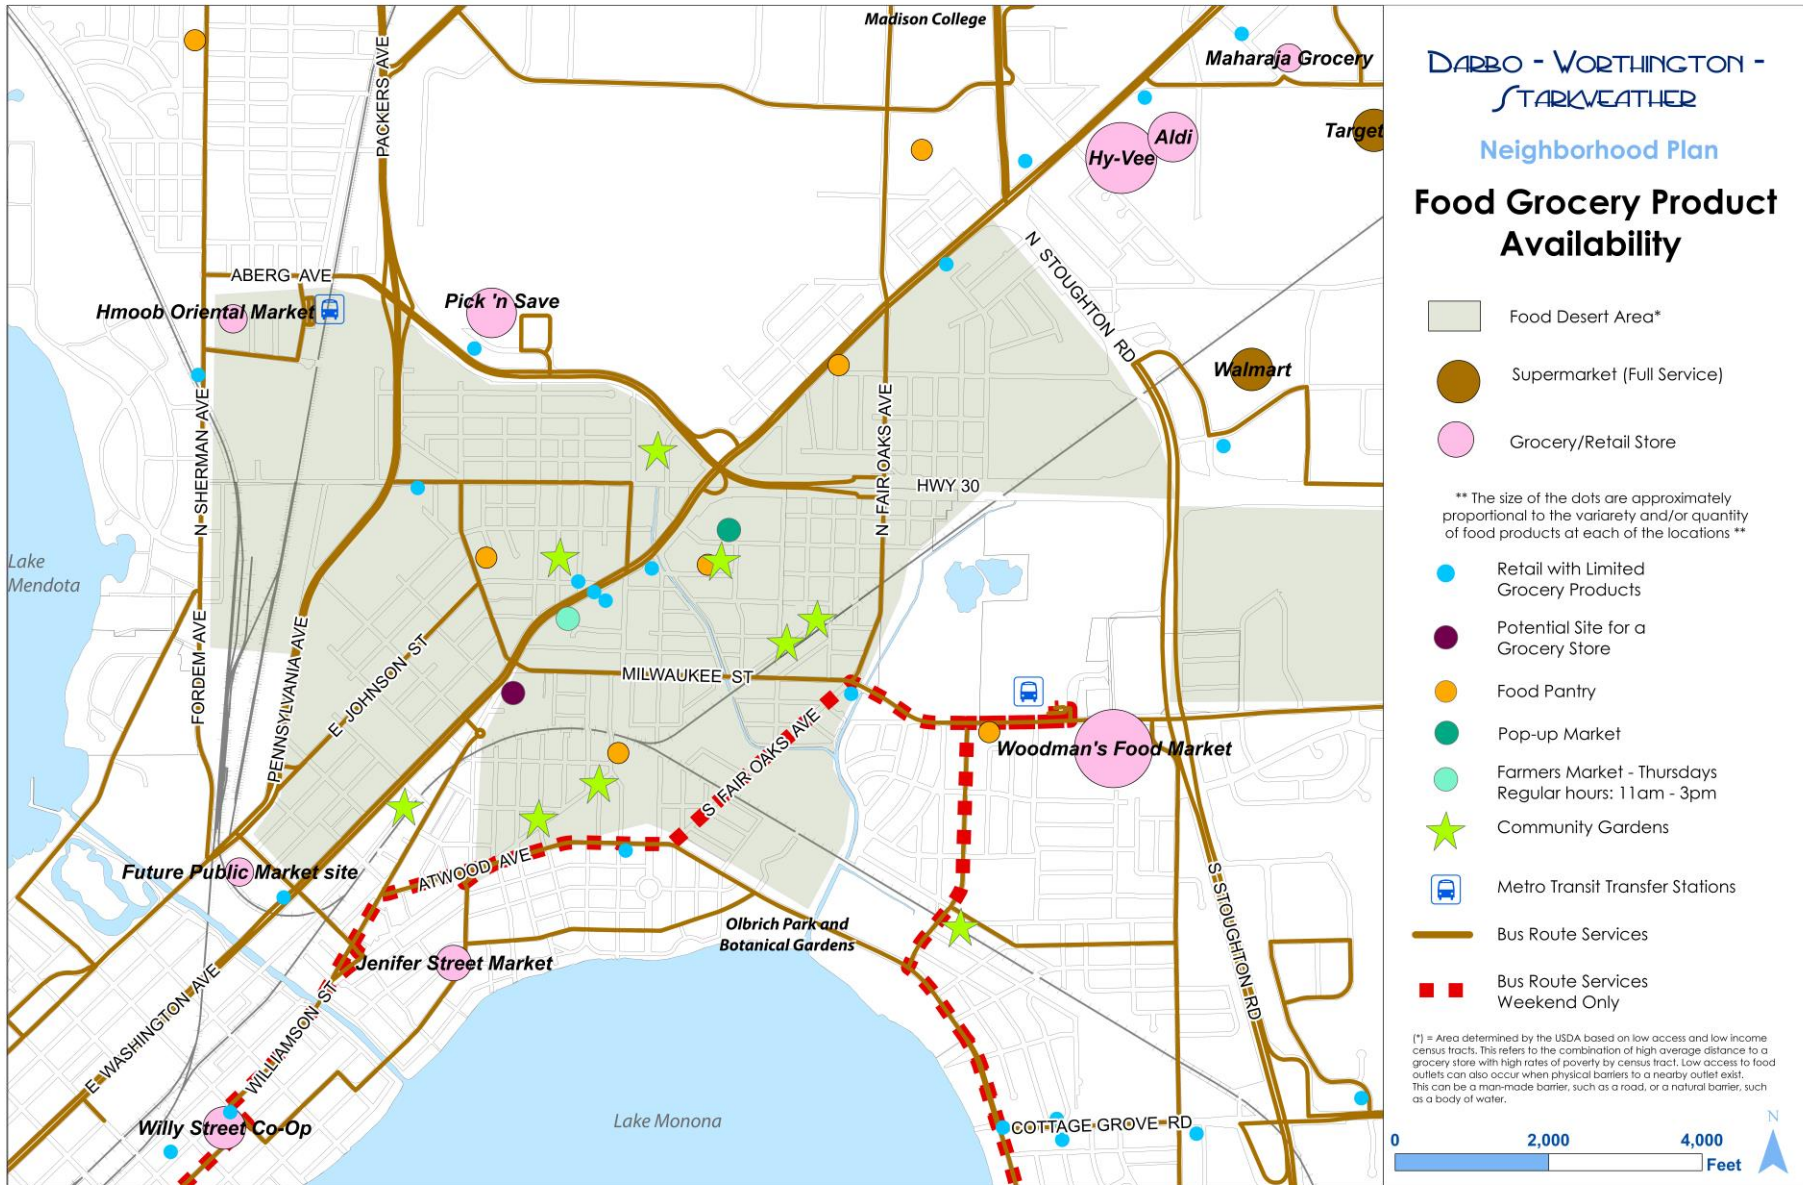 Madison College
Maharaja Grocery
PACKERS AVE
Aldi
Hy-Vee
Target
N STOUGHTON RD
ABERG AVE
Hmoob Oriental Market
Pick 'n Save
Walmart
N SHERMAN AVE
N FAIR OAKS AVE
HWY 30
Lake
Mendota
FORDEM AVE
PENNSYLVANIA AVE
E JOHNSON ST
MILWAUKEE ST
S FAIR OAKS AVE
Woodman's Food Market
ATWOOD AVE
Future Public Market site
Olbrich Park and
Botanical Gardens
S STOUGHTON RD
Jenifer Street Market
E WASHINGTON AVE
WILLIAMSON ST
Willy Street Co-Op
Lake Monona
COTTAGE GROVE RD
DARBO - WORTHINGTON -
STARKWEATHER
Neighborhood Plan
Food Grocery Product
Availability
Food Desert Area*
Supermarket (Full Service)
Grocery/Retail Store
** The size of the dots are approximately
proportional to the variarety and/or quantity
of food products at each of the locations **
Retail with Limited
Grocery Products
Potential Site for a
Grocery Store
Food Pantry
Pop-up Market
Farmers Market - Thursdays
Regular hours: 11am - 3pm
Community Gardens
Metro Transit Transfer Stations
Bus Route Services
Bus Route Services
Weekend Only
(*) = Area determined by the USDA based on low access and low income
census tracts. This refers to the combination of high average distance to a
grocery store with high rates of poverty by census tract. Low access to food
outlets can also occur when physical barriers to a nearby outlet exist.
This can be a man-made barrier, such as a road, or a natural barrier, such
as a body of water.
N
0 2,000 4,000
Feet